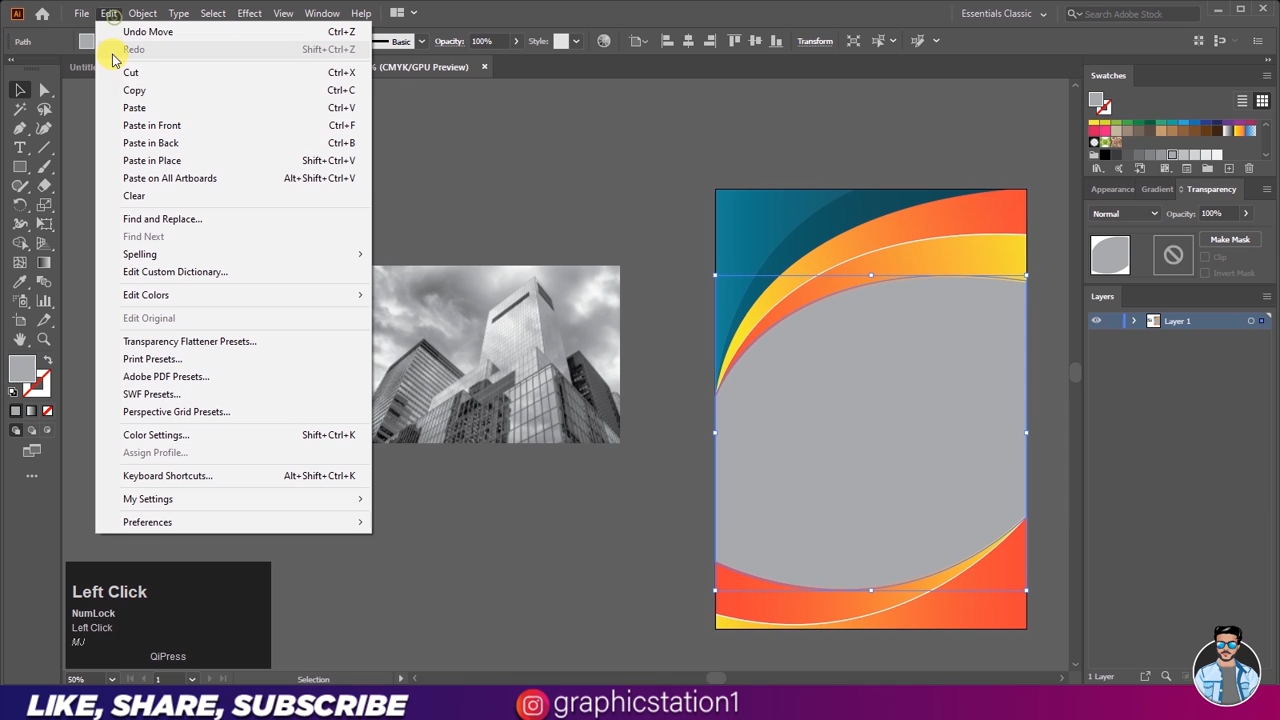 Ai File Edit Object Type Select Effect View Window Help Essentials Classic Adobe Stock
Path Basic Opacity: 100% Style: Transform
% (CMYK/GPU Preview)
Undo Move Ctrl+Z
Redo Shift+Ctrl+Z
Cut Ctrl+X
Copy Ctrl+C
Paste Ctrl+V
Paste in Front Ctrl+F
Paste in Back Ctrl+B
Paste in Place Shift+Ctrl+V
Paste on All Artboards Alt+Shift+Ctrl+V
Clear
Find and Replace...
Find Next
Spelling
Edit Custom Dictionary...
Edit Colors
Edit Original
Transparency Flattener Presets...
Print Presets...
Adobe PDF Presets...
SWF Presets...
Perspective Grid Presets...
Color Settings... Shift+Ctrl+K
Assign Profile...
Keyboard Shortcuts... Alt+Shift+Ctrl+K
My Settings
Preferences
Swatches
Appearance Gradient Transparency
Normal Opacity: 100%
Make Mask
Clip
Invert Mask
Layers
Layer 1
Left Click
NumLock
Left Click
MJ
QiPress
50% 1 Selection
1 Layer
LIKE, SHARE, SUBSCRIBE
graphicstation1